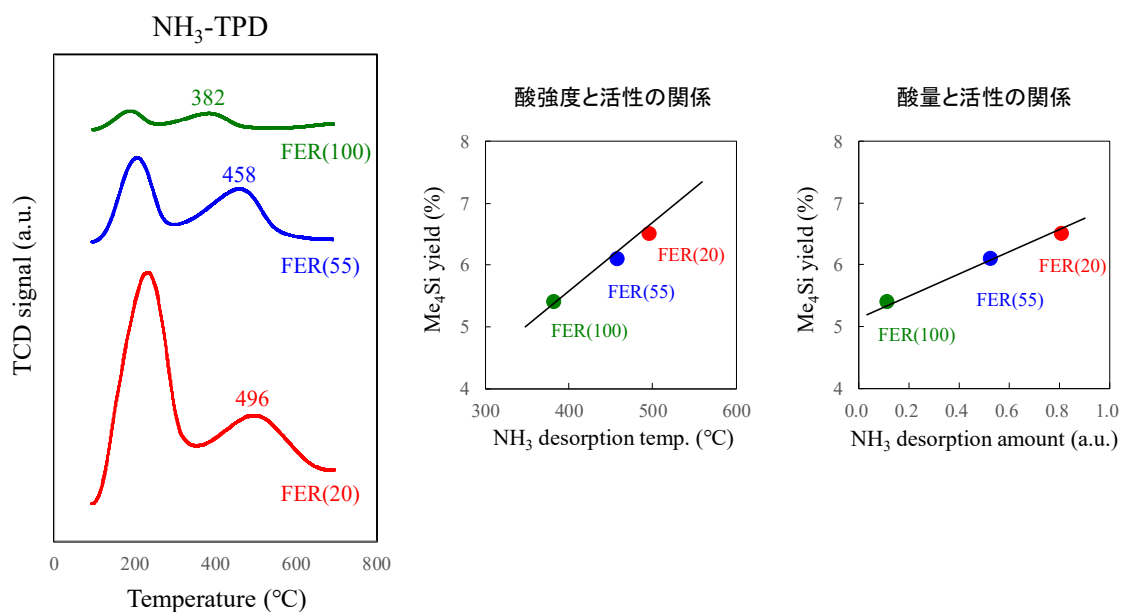 NH₃-TPD
382
FER(100)
458
FER(55)
496
FER(20)
TCD signal (a.u.)
0
200
400
600
800
Temperature (℃)
酸強度と活性の関係
8
7
6
5
4
Me₄Si yield (%)
FER(20)
FER(55)
FER(100)
300
400
500
600
NH₃ desorption temp. (℃)
酸量と活性の関係
8
7
6
5
4
Me₄Si yield (%)
FER(20)
FER(55)
FER(100)
0.0
0.2
0.4
0.6
0.8
1.0
NH₃ desorption amount (a.u.)